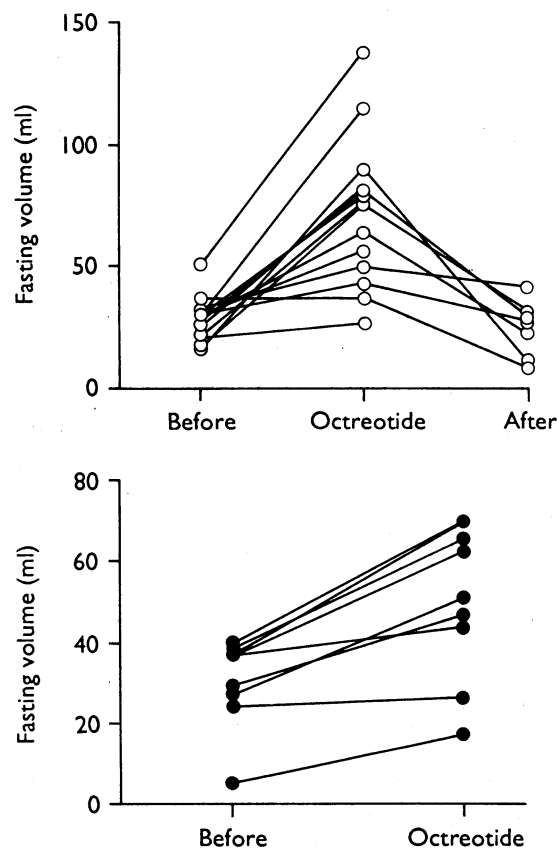 150
100
50
0
Fasting volume (ml)
Before Octreotide After
80
60
40
20
0
Fasting volume (ml)
Before Octreotide